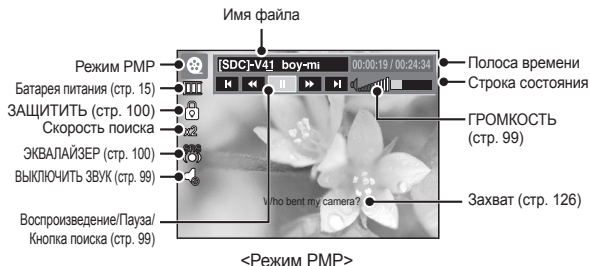 Имя файла
Режим PMP
[SDC]-V41 boy-mi
00:00:19 / 00:24:34
Полоса времени
Батарея питания (стр. 15)
Строка состояния
ЗАЩИТИТЬ (стр. 100)
Скорость поиска
x2
ГРОМКОСТЬ
(стр. 99)
ЭКВАЛАЙЗЕР (стр. 100)
SRS
ВЫКЛЮЧИТЬ ЗВУК (стр. 99)
Who bent my camera?
Захват (стр. 126)
Воспроизведение/Пауза/
Кнопка поиска (стр. 99)
<Режим PMP>